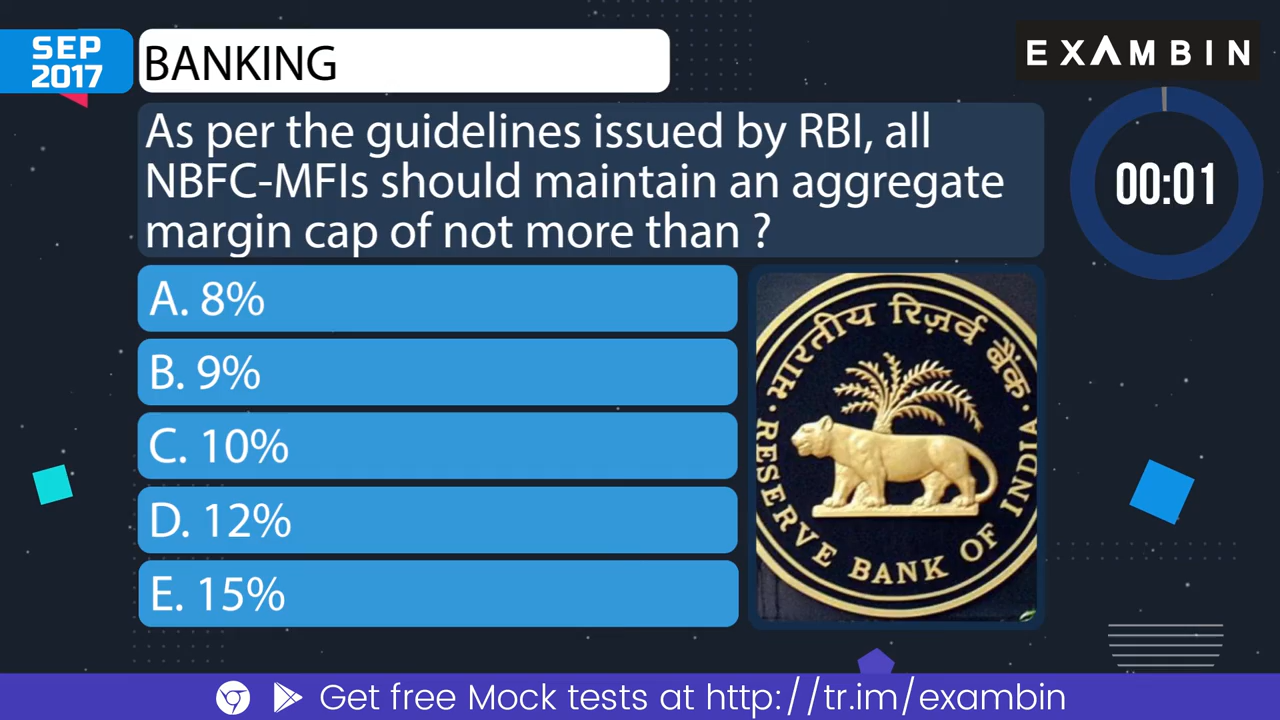 SEP
2017
BANKING
EXAMBIN
As per the guidelines issued by RBI, all
NBFC-MFIs should maintain an aggregate
margin cap of not more than ?
00:01
A. 8%
B. 9%
C. 10%
D. 12%
E. 15%
भारतीय रिज़र्व बैंक
RESERVE BANK OF INDIA
Get free Mock tests at http://tr.im/exambin